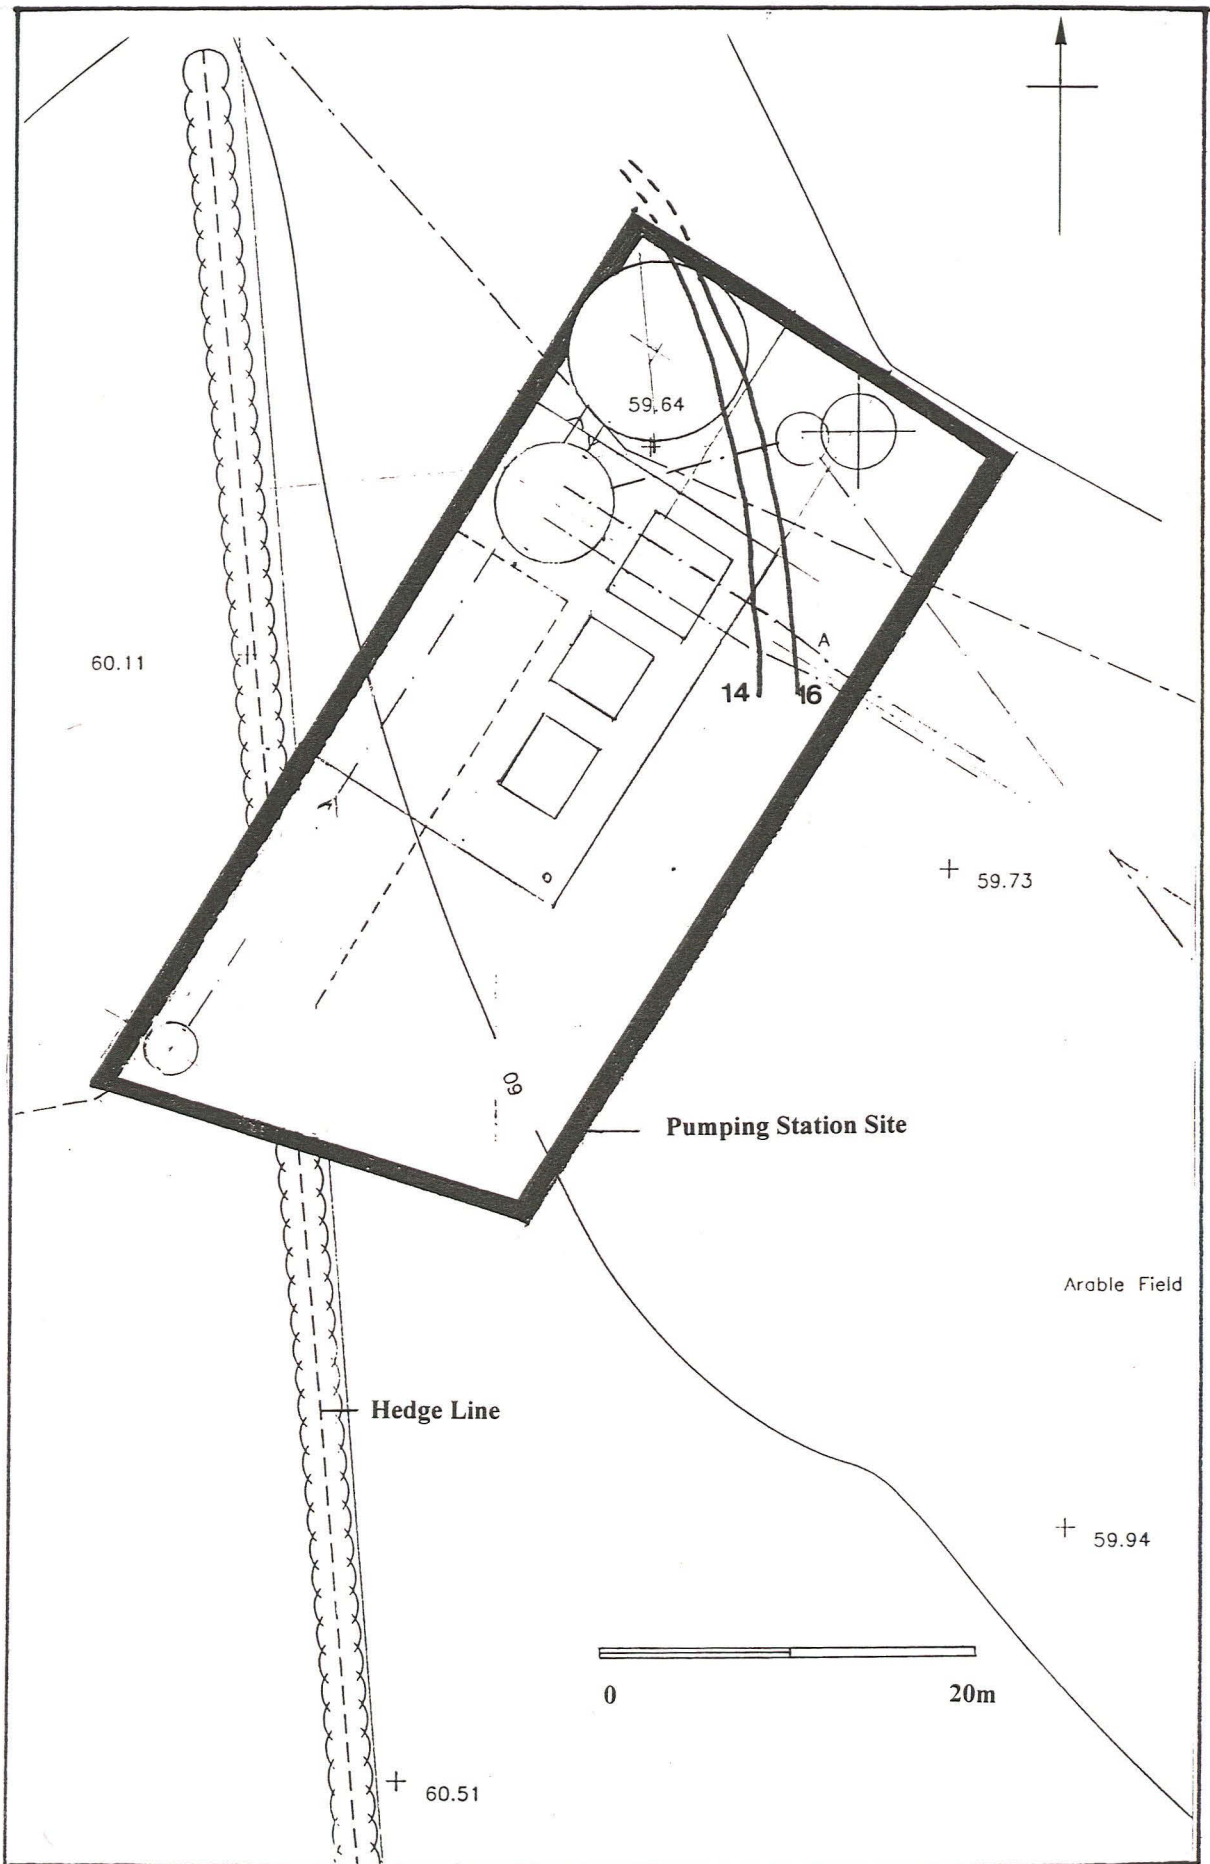 59.64
60.11
A
14
16
59.73
60
Pumping Station Site
Arable Field
Hedge Line
59.94
0
20m
60.51